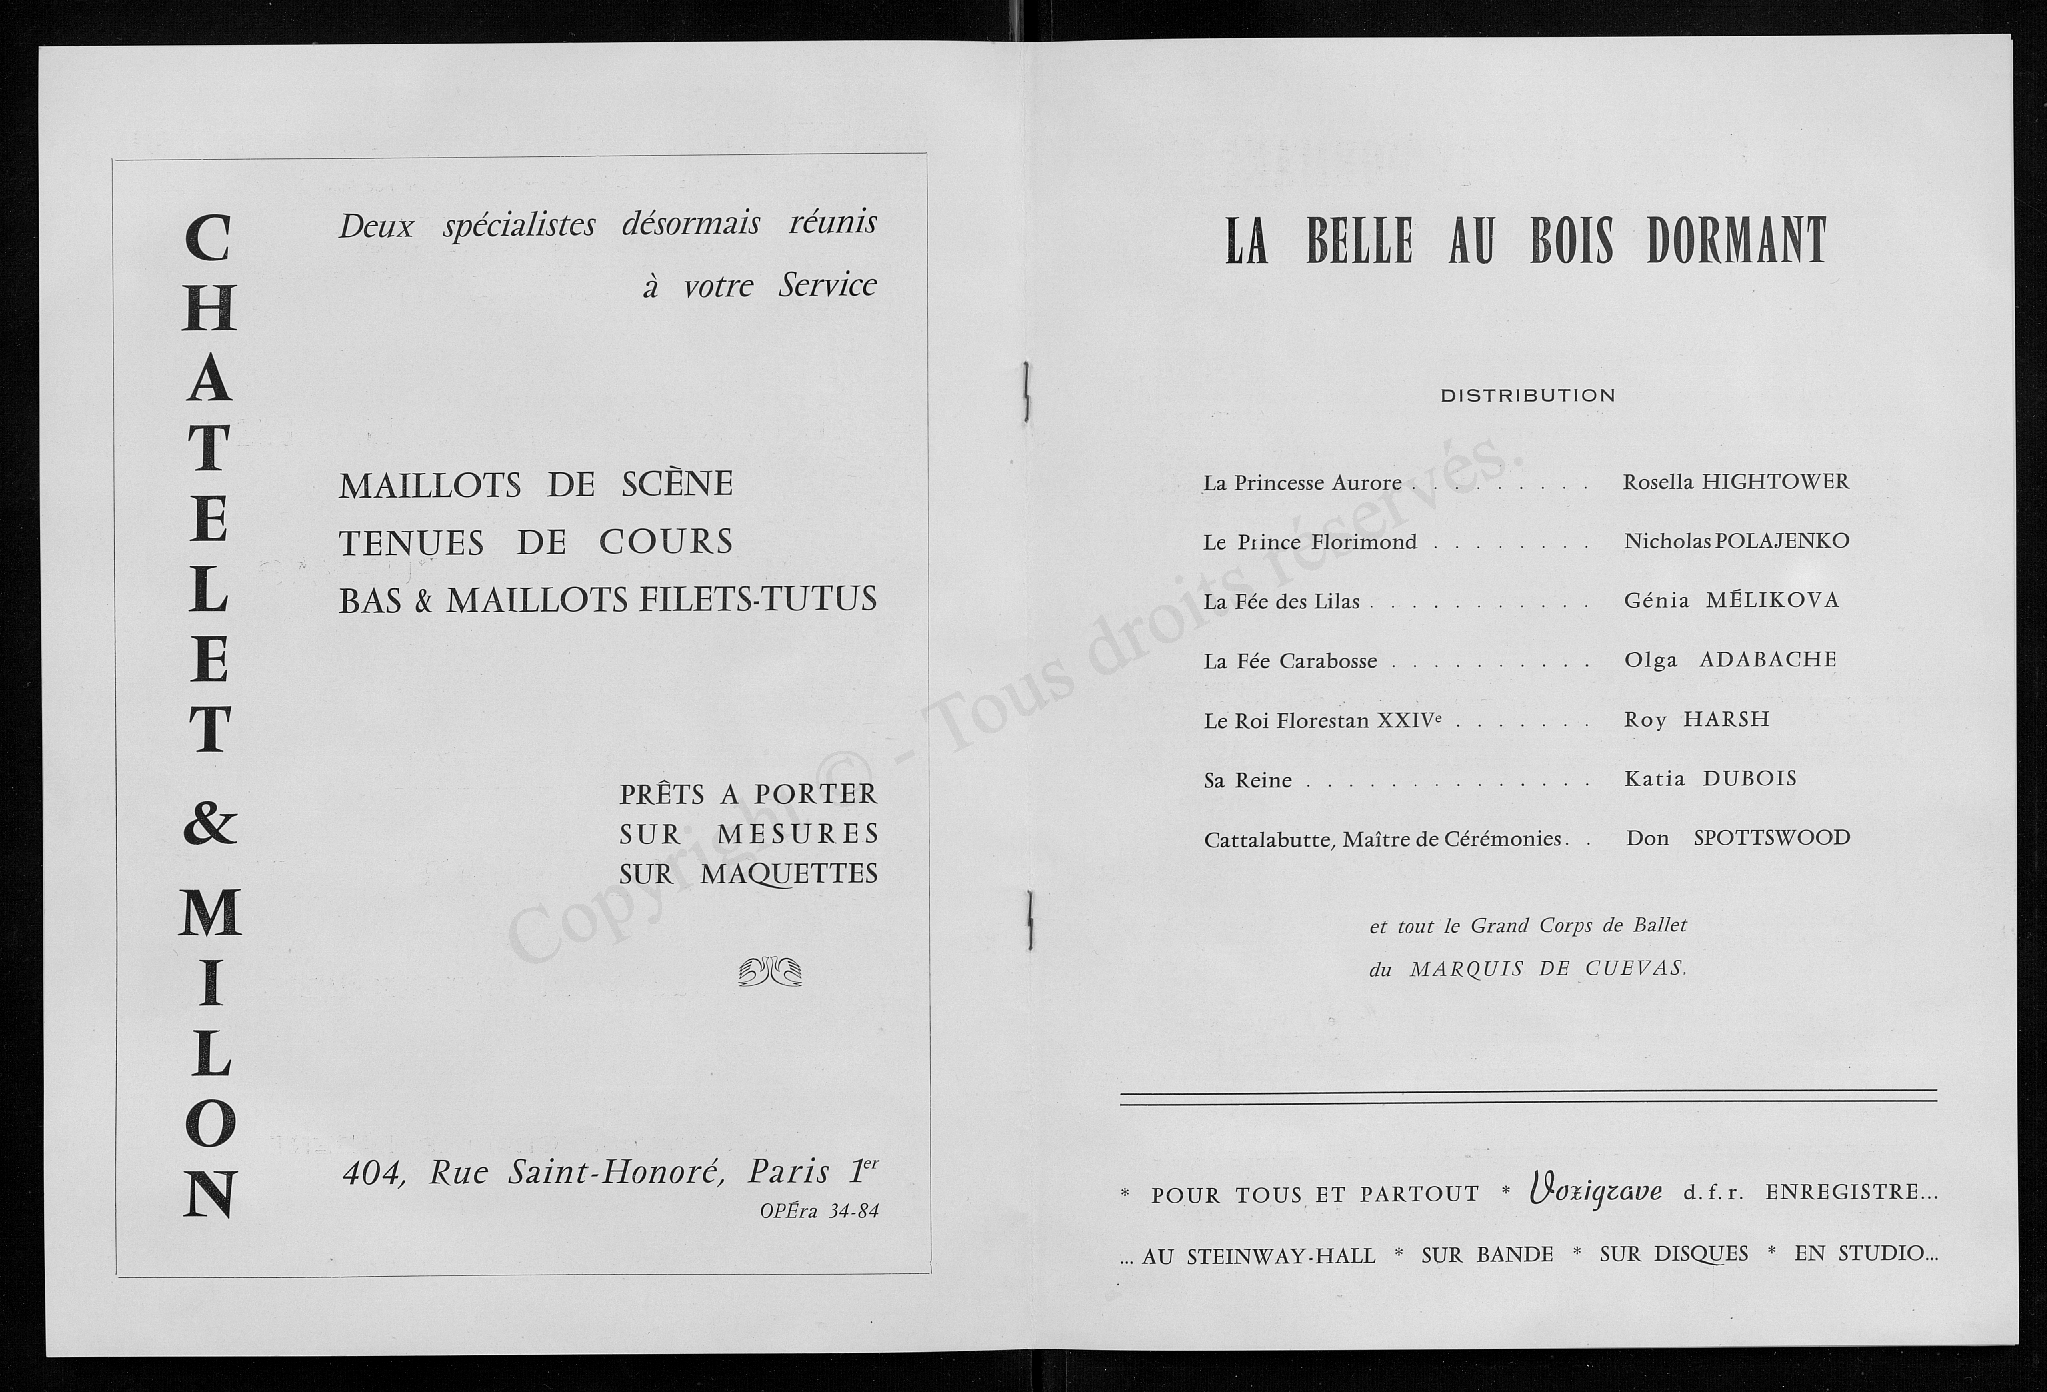 CHATELET & MILON
Deux spécialistes désormais réunis
à votre Service
MAILLOTS DE SCÈNE
TENUES DE COURS
BAS & MAILLOTS FILETS-TUTUS
PRÊTS A PORTER
SUR MESURES
SUR MAQUETTES
404, Rue Saint-Honoré, Paris 1er
OPÉra 34-84
LA BELLE AU BOIS DORMANT
DISTRIBUTION
La Princesse Aurore . . . . . . . . . Rosella HIGHTOWER
Le Prince Florimond . . . . . . . . Nicholas POLAJENKO
La Fée des Lilas . . . . . . . . . . . Génia MÉLIKOVA
La Fée Carabosse . . . . . . . . . . Olga ADABACHE
Le Roi Florestan XXIVe . . . . . . . Roy HARSH
Sa Reine . . . . . . . . . . . . . . Katia DUBOIS
Cattalabutte, Maître de Cérémonies . . Don SPOTTSWOOD
et tout le Grand Corps de Ballet
du MARQUIS DE CUEVAS.
* POUR TOUS ET PARTOUT * Voxigrave d. f. r. ENREGISTRE...
... AU STEINWAY-HALL * SUR BANDE * SUR DISQUES * EN STUDIO...
Copyright © - Tous droits réservés.